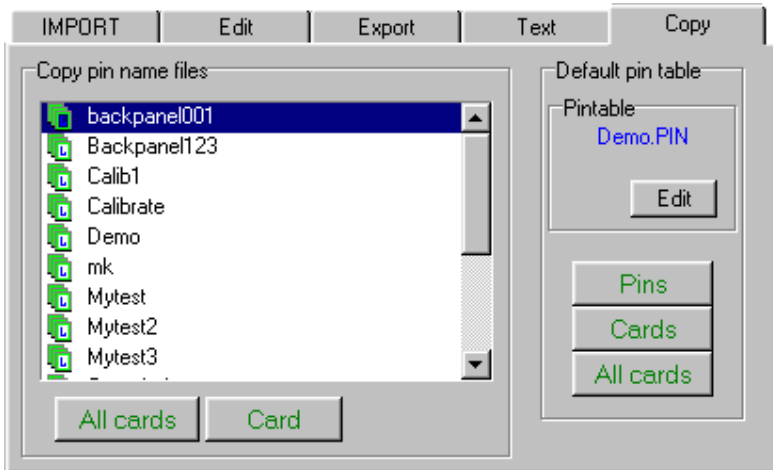 IMPORT
Edit
Export
Text
Copy
Copy pin name files
backpanel001
Backpanel123
Calib1
Calibrate
Demo
mk
Mytest
Mytest2
Mytest3
All cards
Card
Default pin table
Pintable
Demo.PIN
Edit
Pins
Cards
All cards